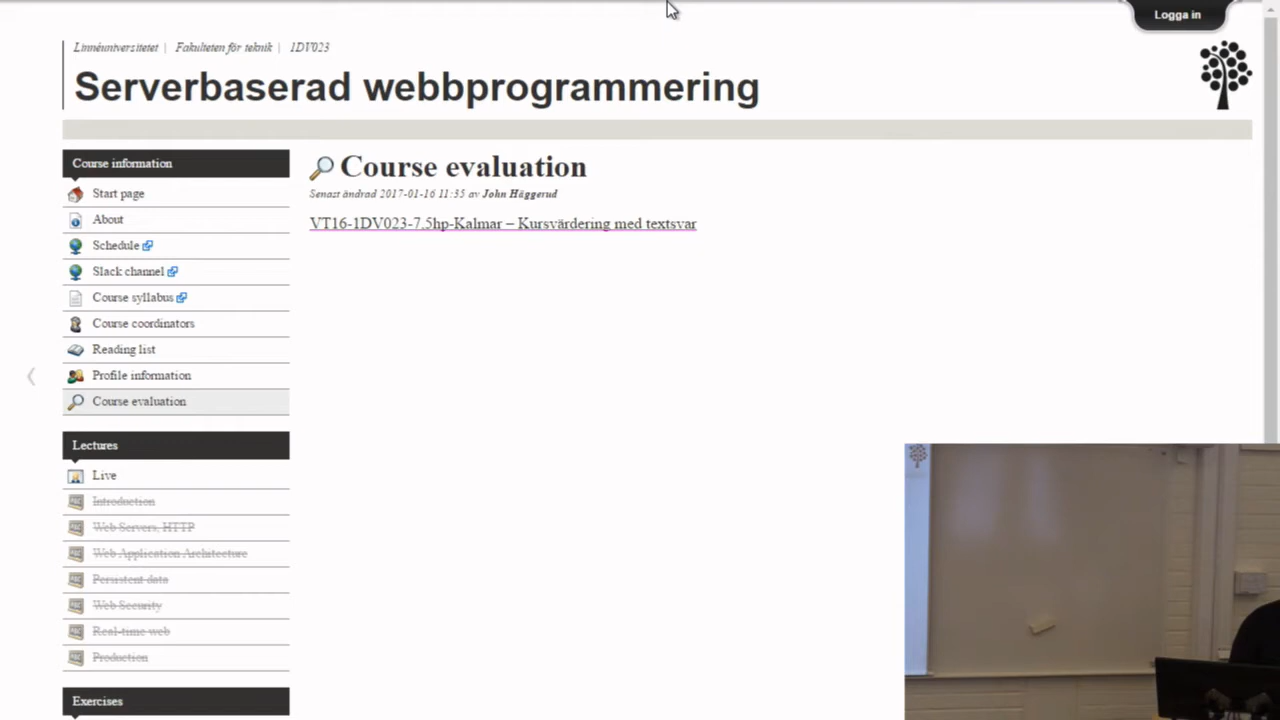 Logga in
Linnéuniversitetet | Fakulteten för teknik | 1DV023
Serverbaserad webbprogrammering
Course information
Start page
About
Schedule
Slack channel
Course syllabus
Course coordinators
Reading list
Profile information
Course evaluation
Lectures
Live
Introduction
Web Servers, HTTP
Web Application Architecture
Persistent data
Web Security
Real-time web
Production
Exercises
Course evaluation
Senast ändrad 2017-01-16 11:35 av John Häggerud
VT16-1DV023-7.5hp-Kalmar – Kursvärdering med textsvar